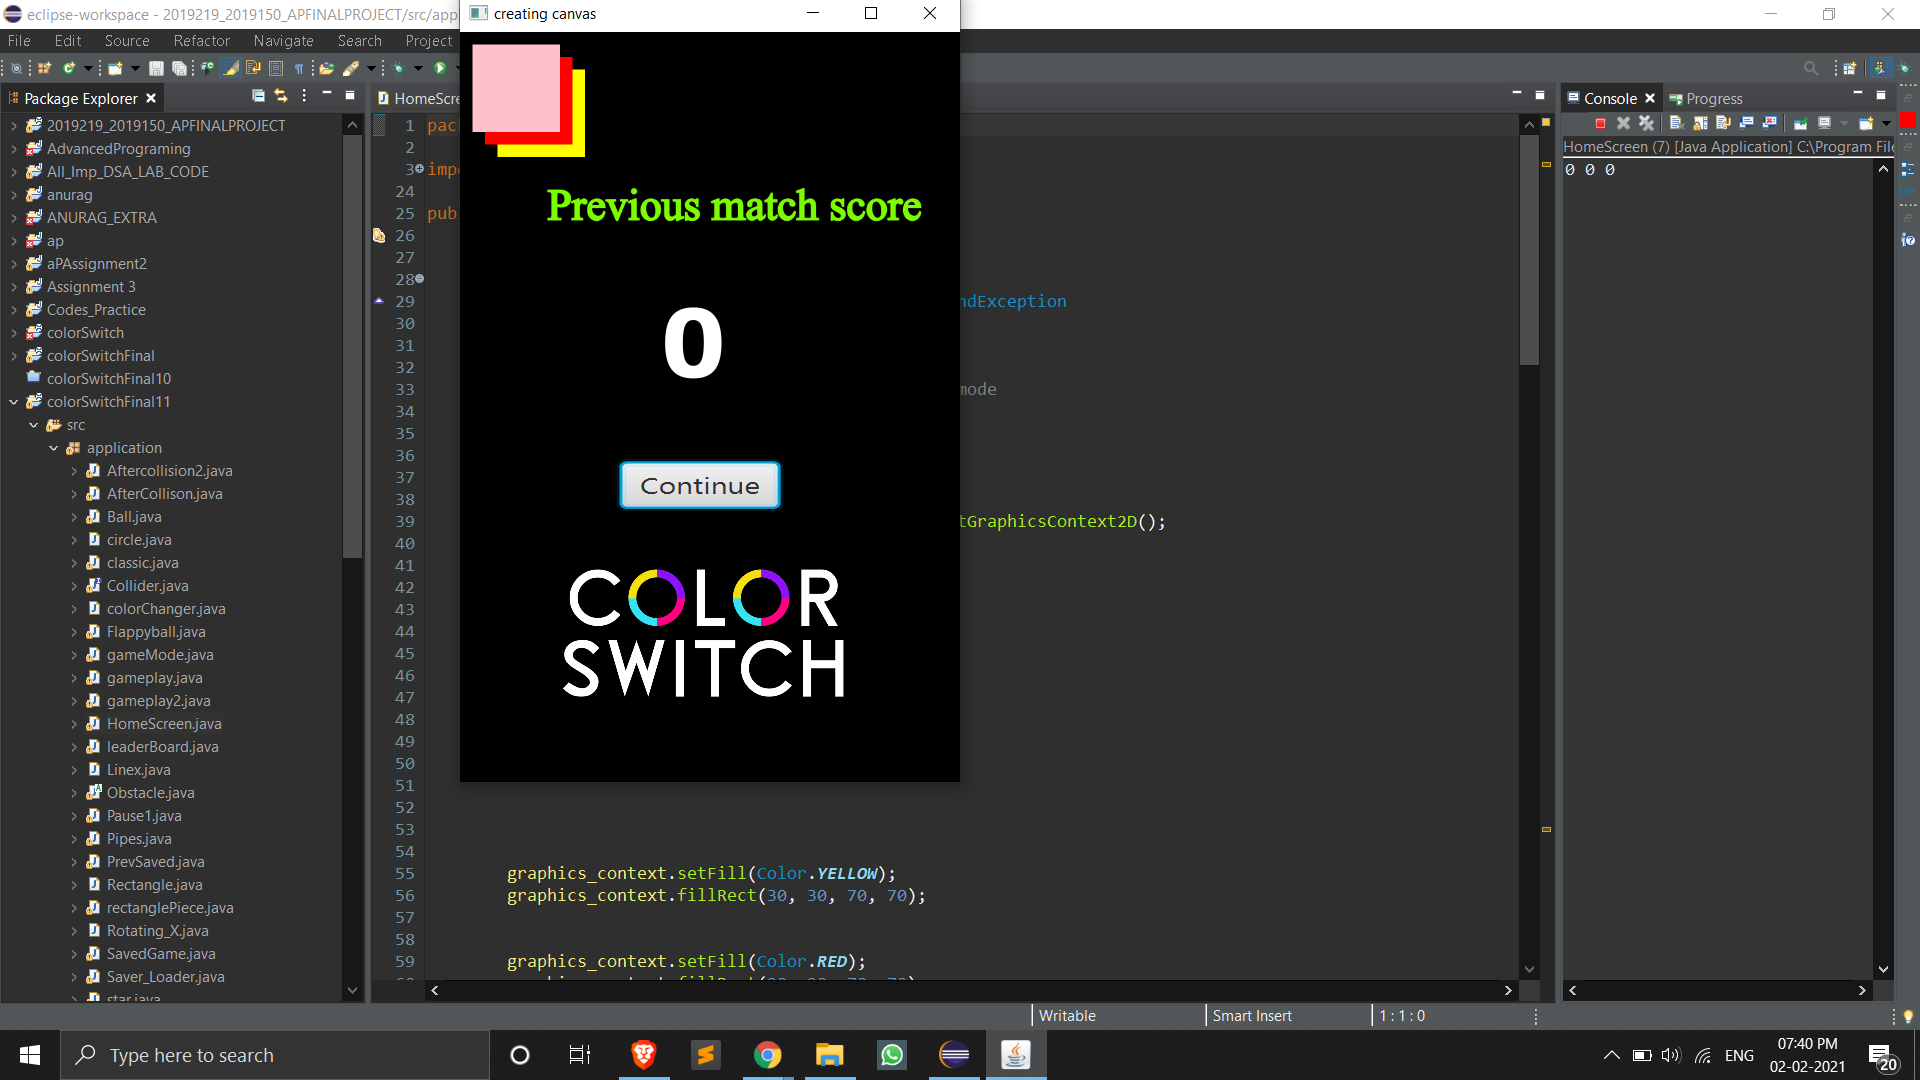 eclipse-workspace - 2019219_2019150_APFINALPROJECT/src/app
creating canvas
File Edit Source Refactor Navigate Search Project
Package Explorer
HomeScre
Console
Progress
2019219_2019150_APFINALPROJECT
AdvancedPrograming
All_Imp_DSA_LAB_CODE
anurag
ANURAG_EXTRA
ap
aPAssignment2
Assignment 3
Codes_Practice
colorSwitch
colorSwitchFinal
colorSwitchFinal10
colorSwitchFinal11
src
application
Aftercollision2.java
AfterCollison.java
Ball.java
circle.java
classic.java
Collider.java
colorChanger.java
Flappyball.java
gameMode.java
gameplay.java
gameplay2.java
HomeScreen.java
leaderBoard.java
Linex.java
Obstacle.java
Pause1.java
Pipes.java
PrevSaved.java
Rectangle.java
rectanglePiece.java
Rotating_X.java
SavedGame.java
Saver_Loader.java
star.java
1 pac
2
3 imp
24
25 pub
26
27
28
29 ndException
30
31
32
33 mode
34
35
36
37
38
39 tGraphicsContext2D();
40
41
42
43
44
45
46
47
48
49
50
51
52
53
54
55 graphics_context.setFill(Color.YELLOW);
56 graphics_context.fillRect(30, 30, 70, 70);
57
58
59 graphics_context.setFill(Color.RED);
Previous match score
0
Continue
COLOR
SWITCH
HomeScreen (7) [Java Application] C:\Program File
0 0 0
Writable
Smart Insert
1 : 1 : 0
Type here to search
ENG
07:40 PM
02-02-2021
20